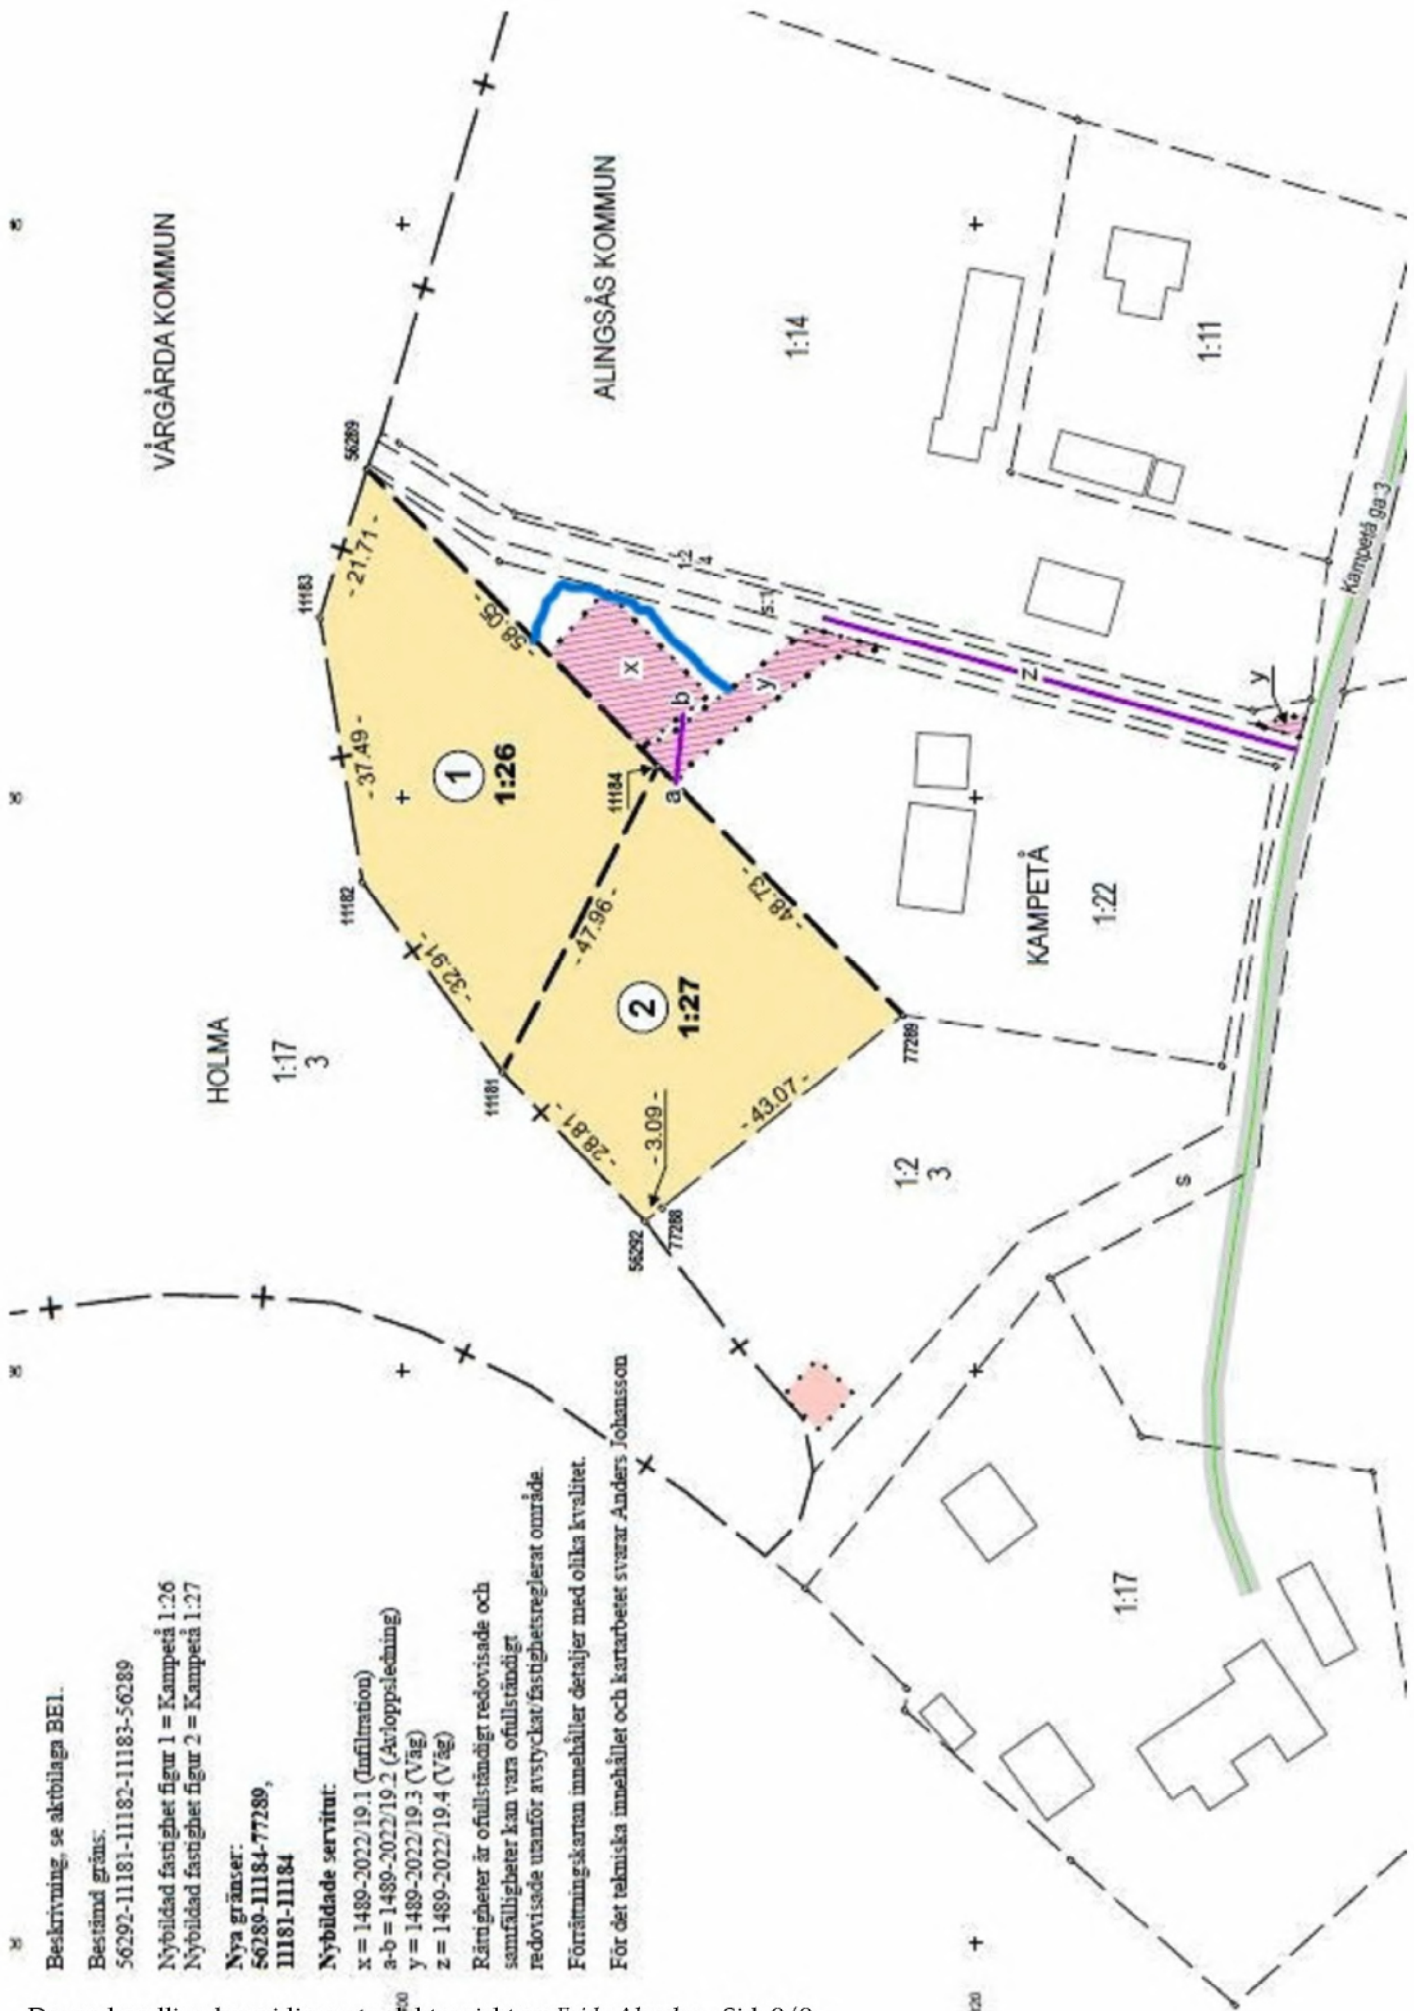 Beskrivning, se aktbilaga BE1.
Bestämd gräns:
56292-11181-11182-11183-56289
Nybildad fastighet figur 1 = Kampetå 1:26
Nybildad fastighet figur 2 = Kampetå 1:27
Nya gränser:
56289-11184-77289,
11181-11184
Nybildade servitut:
x = 1489-2022/19.1 (Infiltration)
a-b = 1489-2022/19.2 (Avloppsledning)
y = 1489-2022/19.3 (Väg)
z = 1489-2022/19.4 (Väg)
Rättigheter är ofullständigt redovisade och
samfälligheter kan vara ofullständigt
redovisade utanför avstyckat/fastighetsreglerat område.
Förrättningskartan innehåller detaljer med olika kvalitet.
För det tekniska innehållet och kartarbetet svarar Anders Johansson
VÅRGÅRDA KOMMUN
ALINGSÅS KOMMUN
HOLMA
1:17
3
56289
11183
- 21.71 -
- 37.49 -
11182
- 32.91 -
11181
- 28.81 -
- 3.09 -
56292
77288
- 43.07 -
77289
- 48.73 -
- 47.96 -
- 58.05 -
11184
1
1:26
2
1:27
x
a
b
y
z
y
1:2
4
s:1
1:14
1:11
KAMPETÅ
1:22
1:2
3
s
1:17
Kampetå ga:3